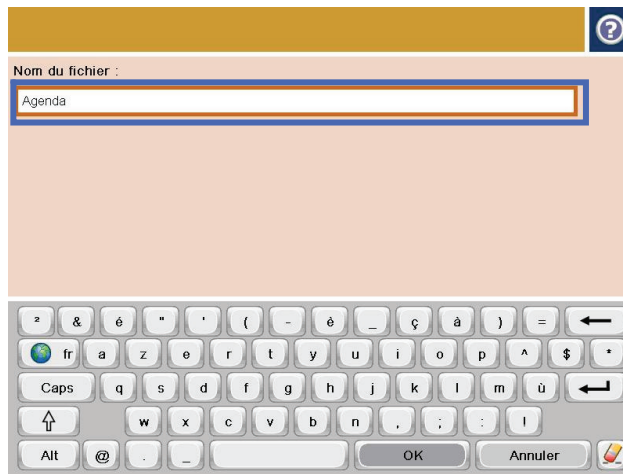 ?
Nom du fichier :
Agenda
² & é " ' ( - è _ ç à ) =
fr a z e r t y u i o p ^ $ *
Caps q s d f g h j k l m ù
w x c v b n , ; : !
Alt @ . _ OK Annuler